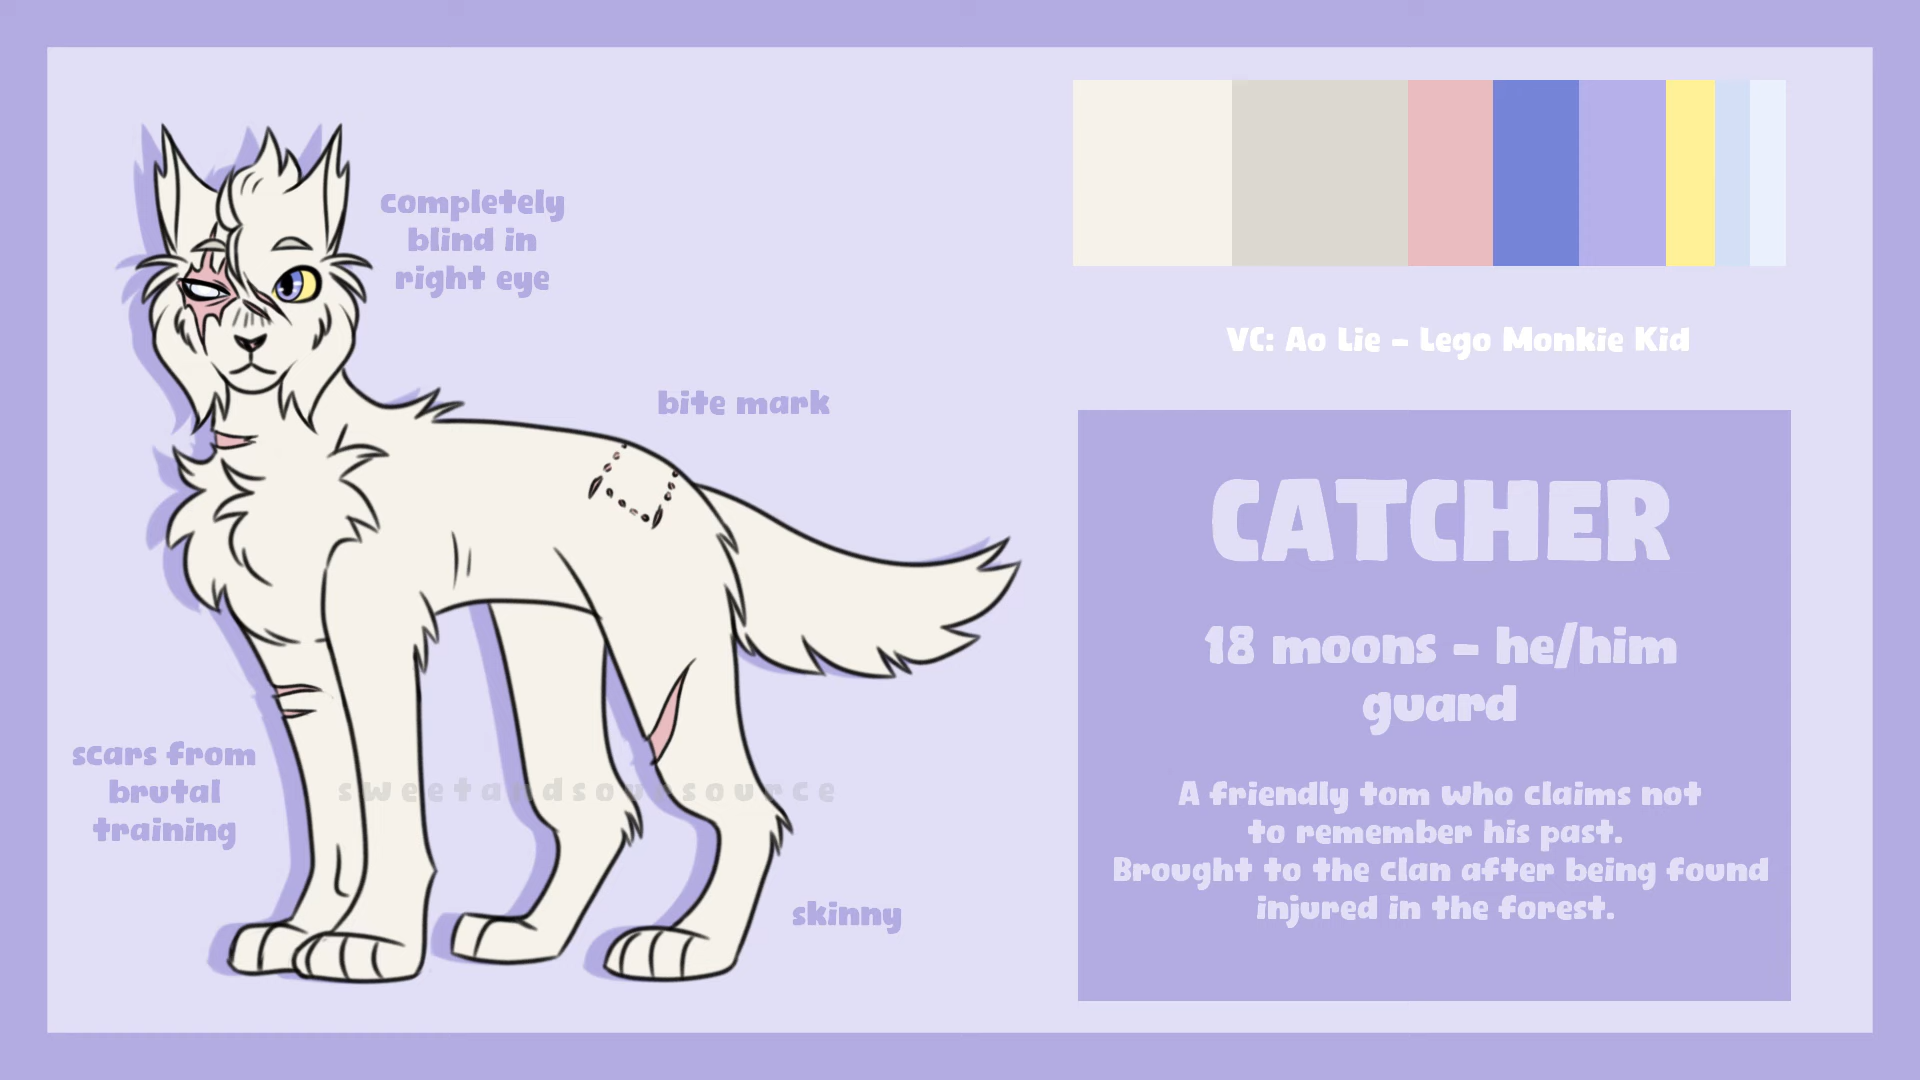 completely
blind in
right eye
bite mark
scars from
brutal
training
sweetandsour source
skinny
VC: Ao Lie - Lego Monkie Kid
CATCHER
18 moons - he/him
guard
A friendly tom who claims not
to remember his past.
Brought to the clan after being found
injured in the forest.